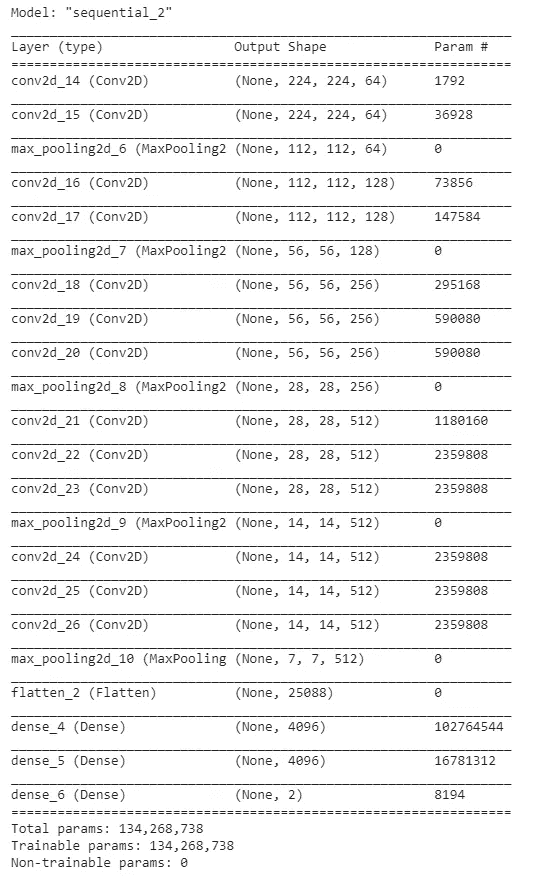 Model: "sequential_2"
Layer (type) Output Shape Param #
conv2d_14 (Conv2D) (None, 224, 224, 64) 1792
conv2d_15 (Conv2D) (None, 224, 224, 64) 36928
max_pooling2d_6 (MaxPooling2 (None, 112, 112, 64) 0
conv2d_16 (Conv2D) (None, 112, 112, 128) 73856
conv2d_17 (Conv2D) (None, 112, 112, 128) 147584
max_pooling2d_7 (MaxPooling2 (None, 56, 56, 128) 0
conv2d_18 (Conv2D) (None, 56, 56, 256) 295168
conv2d_19 (Conv2D) (None, 56, 56, 256) 590080
conv2d_20 (Conv2D) (None, 56, 56, 256) 590080
max_pooling2d_8 (MaxPooling2 (None, 28, 28, 256) 0
conv2d_21 (Conv2D) (None, 28, 28, 512) 1180160
conv2d_22 (Conv2D) (None, 28, 28, 512) 2359808
conv2d_23 (Conv2D) (None, 28, 28, 512) 2359808
max_pooling2d_9 (MaxPooling2 (None, 14, 14, 512) 0
conv2d_24 (Conv2D) (None, 14, 14, 512) 2359808
conv2d_25 (Conv2D) (None, 14, 14, 512) 2359808
conv2d_26 (Conv2D) (None, 14, 14, 512) 2359808
max_pooling2d_10 (MaxPooling (None, 7, 7, 512) 0
flatten_2 (Flatten) (None, 25088) 0
dense_4 (Dense) (None, 4096) 102764544
dense_5 (Dense) (None, 4096) 16781312
dense_6 (Dense) (None, 2) 8194
Total params: 134,268,738
Trainable params: 134,268,738
Non-trainable params: 0